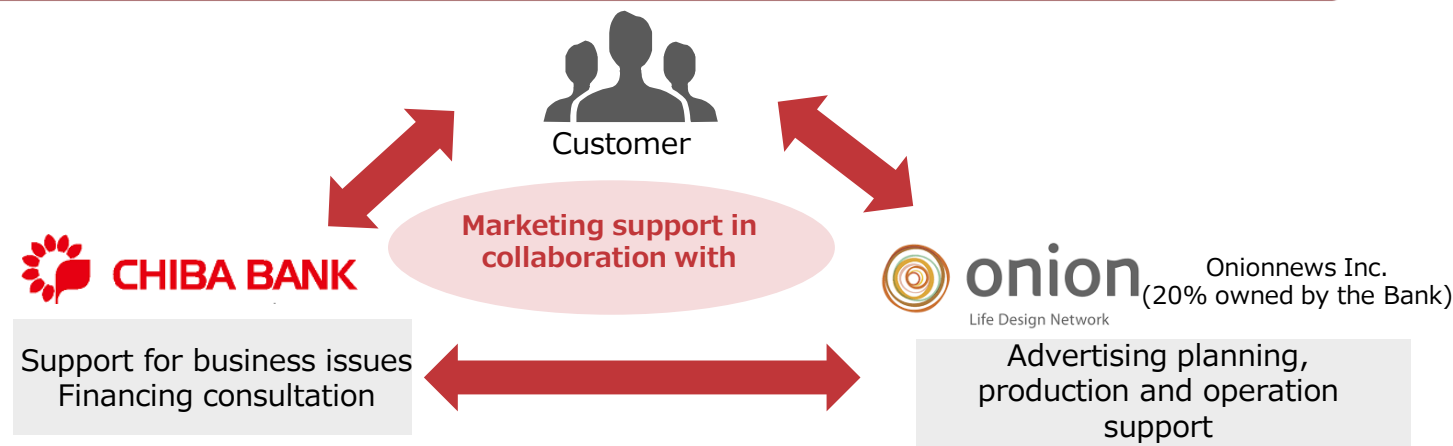 Customer
Marketing support in
collaboration with
CHIBA BANK
onion
Life Design Network
Onionnews Inc.
(20% owned by the Bank)
Support for business issues
Financing consultation
Advertising planning,
production and operation
support